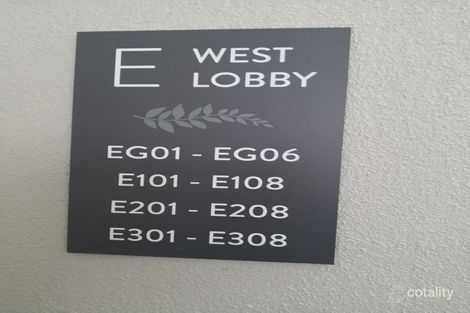 E WEST
LOBBY
EG01 - EG06
E101 - E108
E201 - E208
E301 - E308
cotality